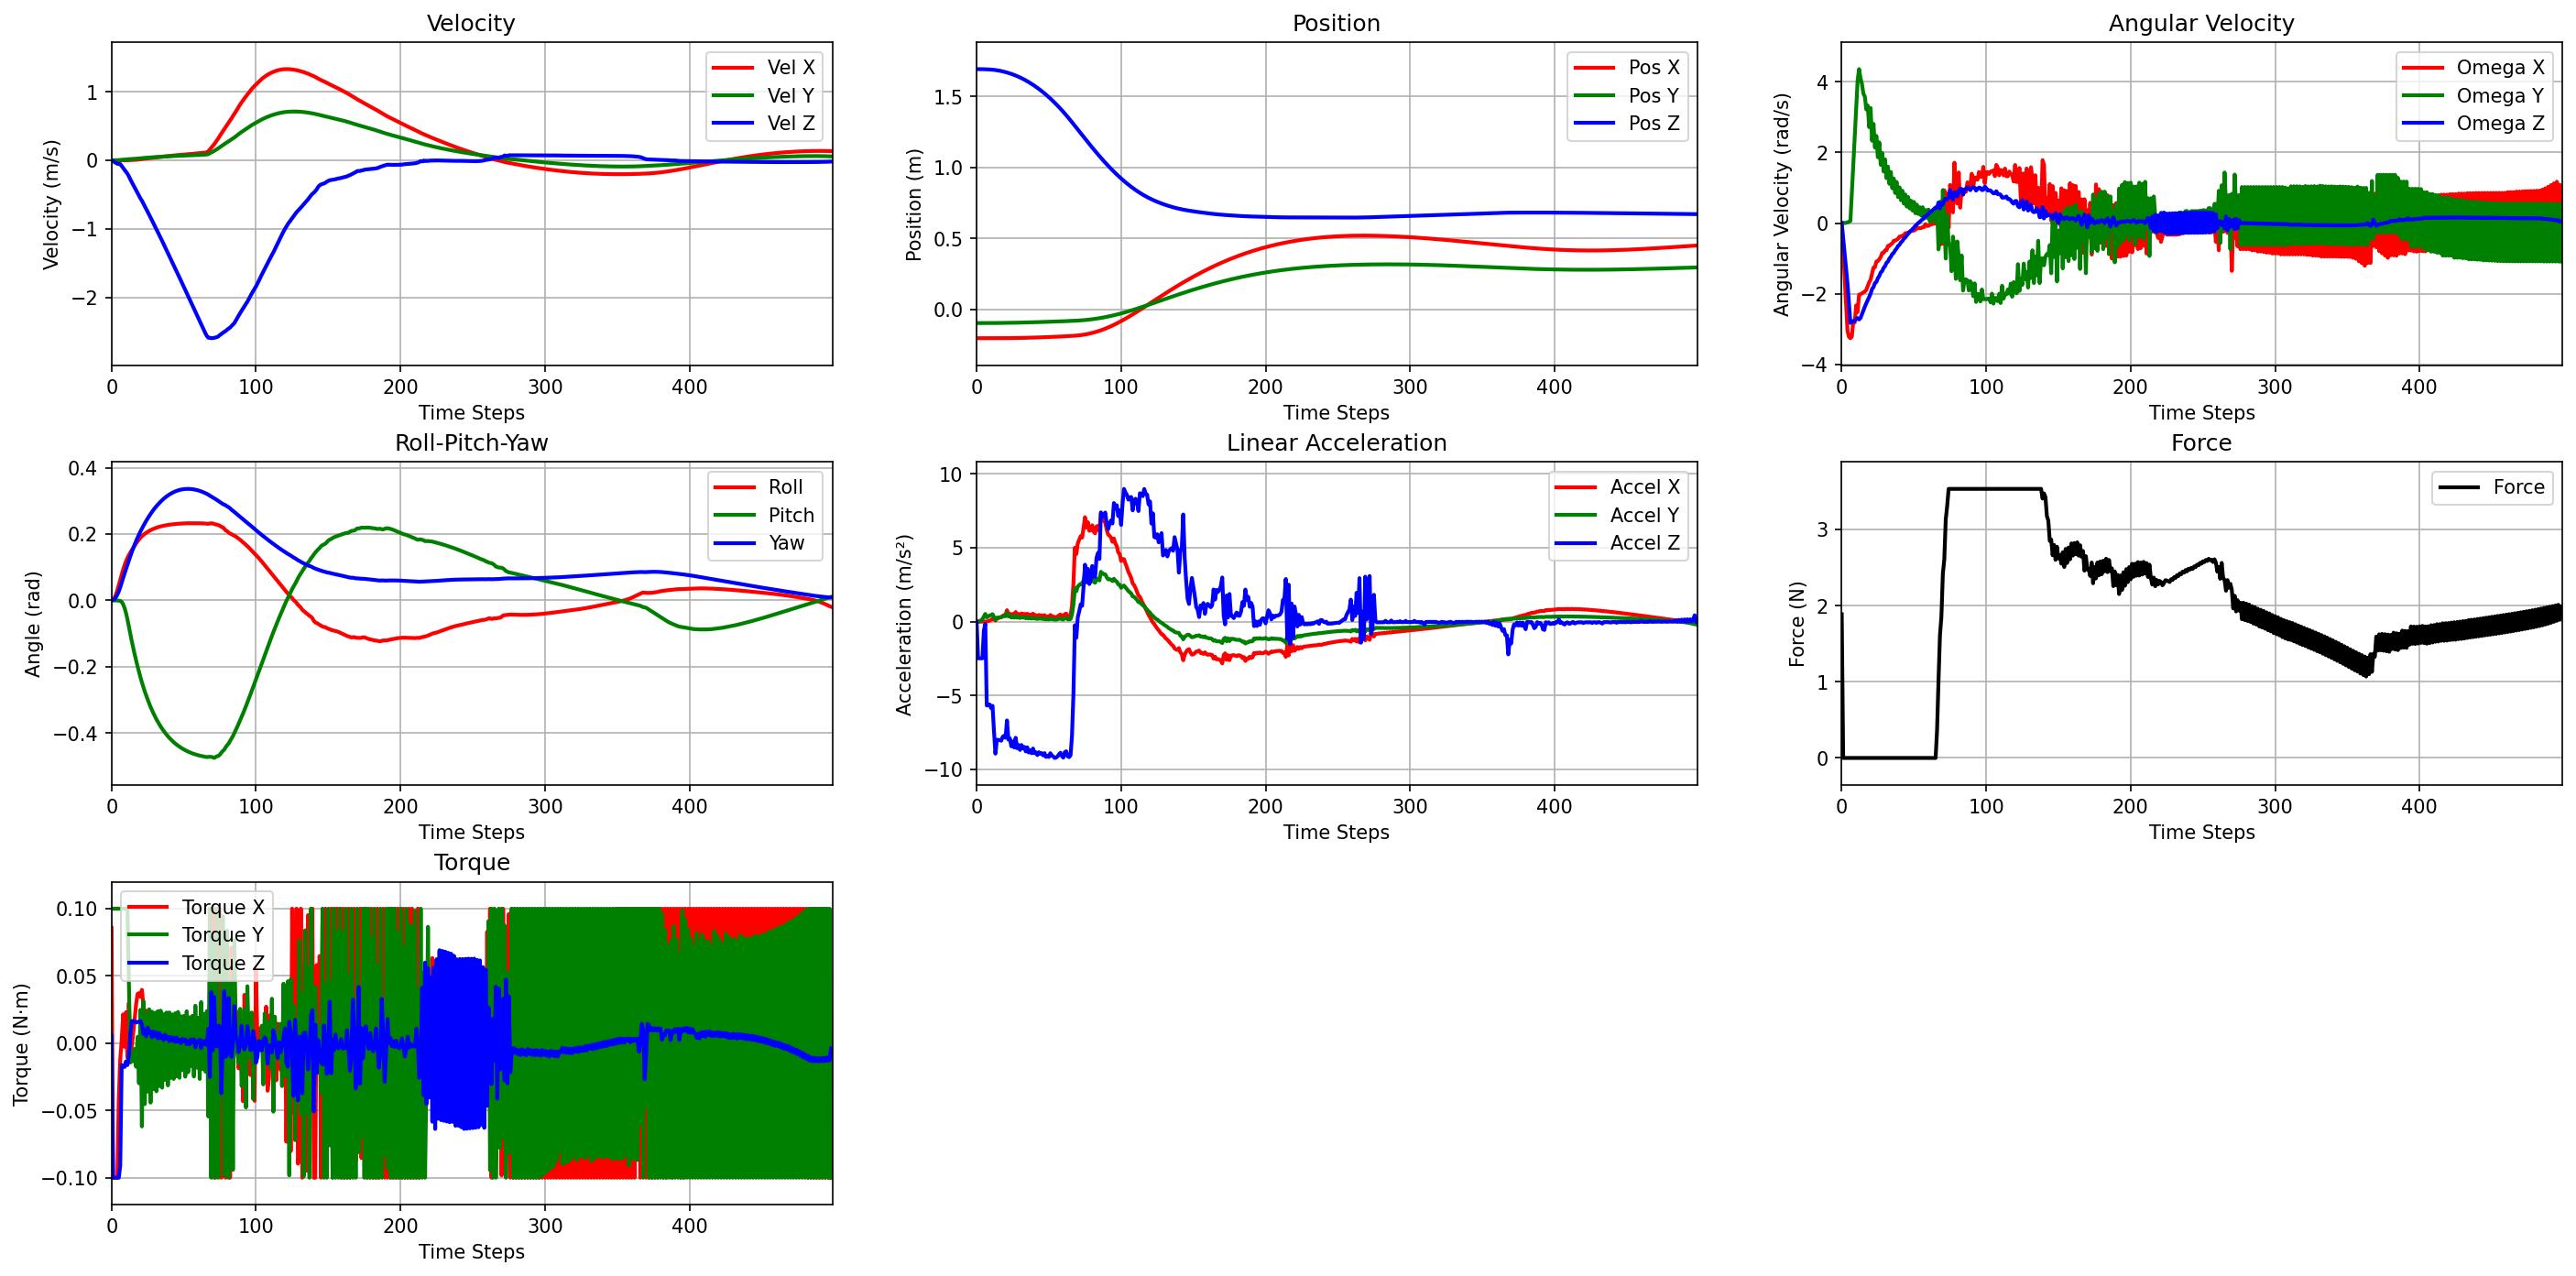 Velocity
Velocity (m/s)
1
0
−1
−2
Vel X
Vel Y
Vel Z
0 100 200 300 400
Time Steps
Position
Position (m)
1.5
1.0
0.5
0.0
Pos X
Pos Y
Pos Z
0 100 200 300 400
Time Steps
Angular Velocity
Angular Velocity (rad/s)
4
2
0
−2
−4
Omega X
Omega Y
Omega Z
0 100 200 300 400
Time Steps
Roll-Pitch-Yaw
Angle (rad)
0.4
0.2
0.0
−0.2
−0.4
Roll
Pitch
Yaw
0 100 200 300 400
Time Steps
Linear Acceleration
Acceleration (m/s²)
10
5
0
−5
−10
Accel X
Accel Y
Accel Z
0 100 200 300 400
Time Steps
Force
Force (N)
3
2
1
0
Force
0 100 200 300 400
Time Steps
Torque
Torque (N·m)
0.10
0.05
0.00
−0.05
−0.10
Torque X
Torque Y
Torque Z
0 100 200 300 400
Time Steps